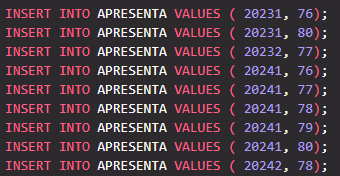 INSERT INTO APRESENTA VALUES ( 20231, 76);
INSERT INTO APRESENTA VALUES ( 20231, 80);
INSERT INTO APRESENTA VALUES ( 20232, 77);
INSERT INTO APRESENTA VALUES ( 20241, 76);
INSERT INTO APRESENTA VALUES ( 20241, 77);
INSERT INTO APRESENTA VALUES ( 20241, 78);
INSERT INTO APRESENTA VALUES ( 20241, 79);
INSERT INTO APRESENTA VALUES ( 20241, 80);
INSERT INTO APRESENTA VALUES ( 20242, 78);